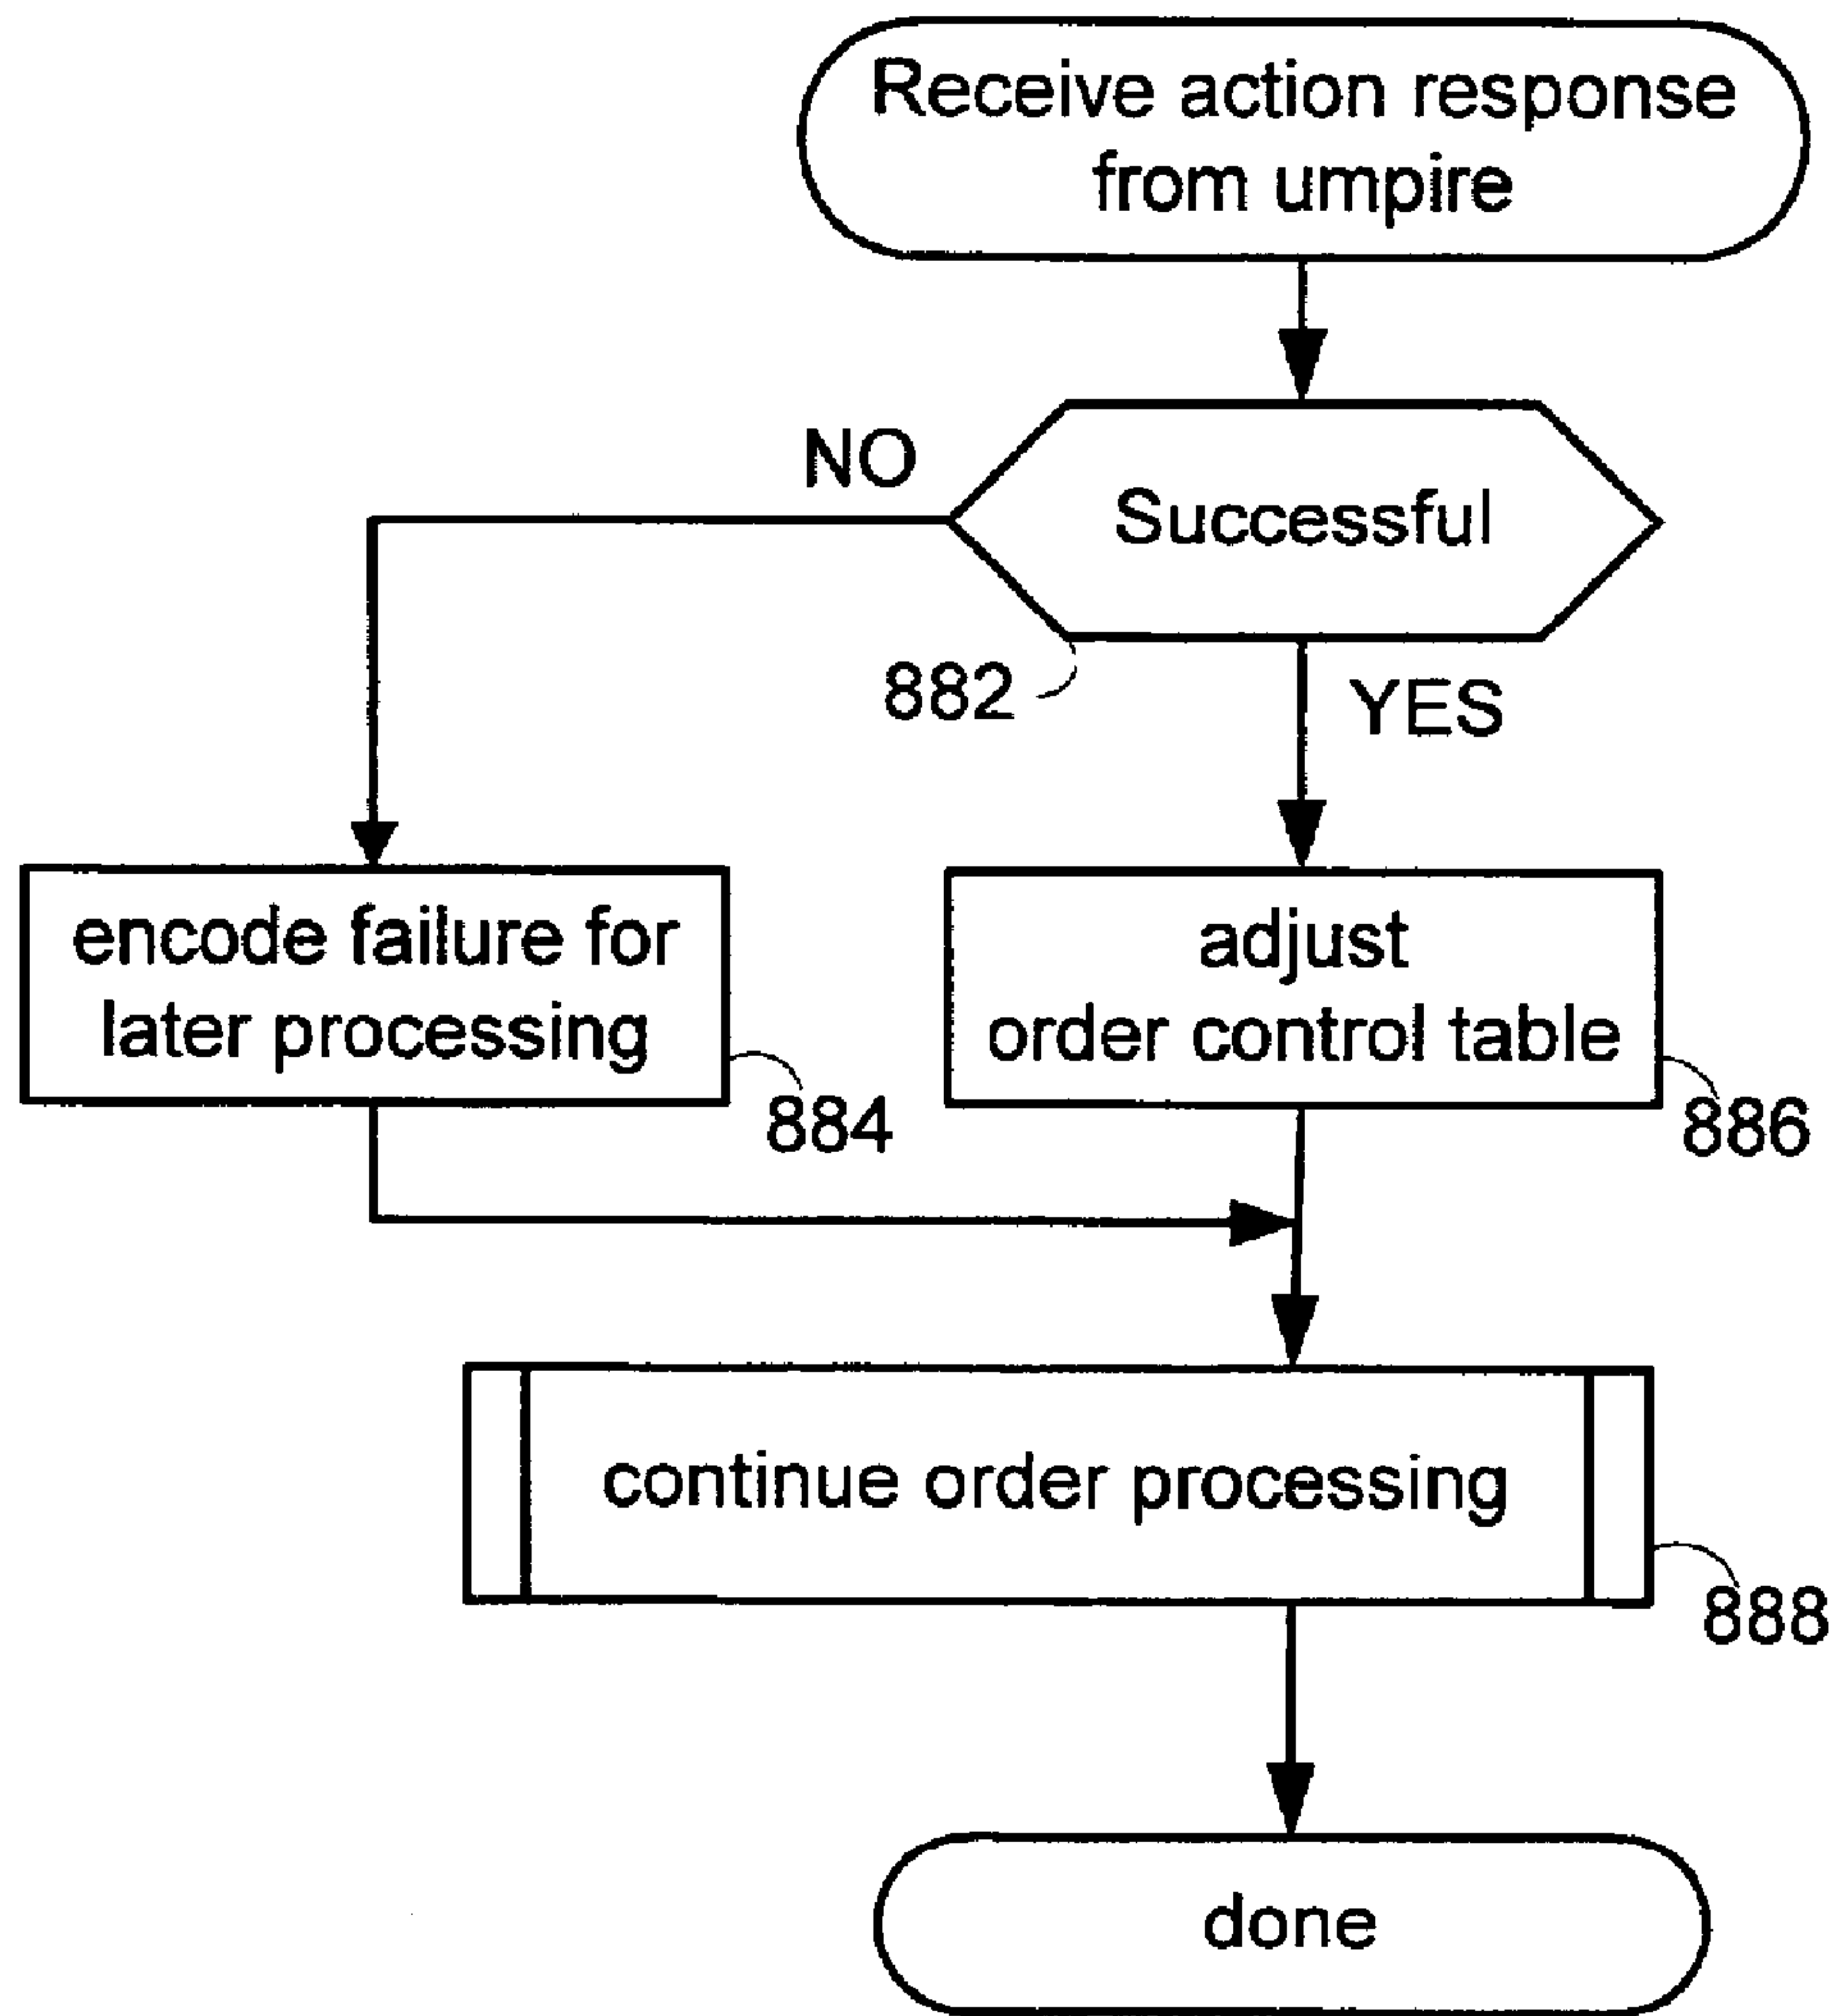 Receive action response
from umpire
NO
Successful
882
YES
encode failure for
later processing
884
adjust
order control table
886
continue order processing
888
done